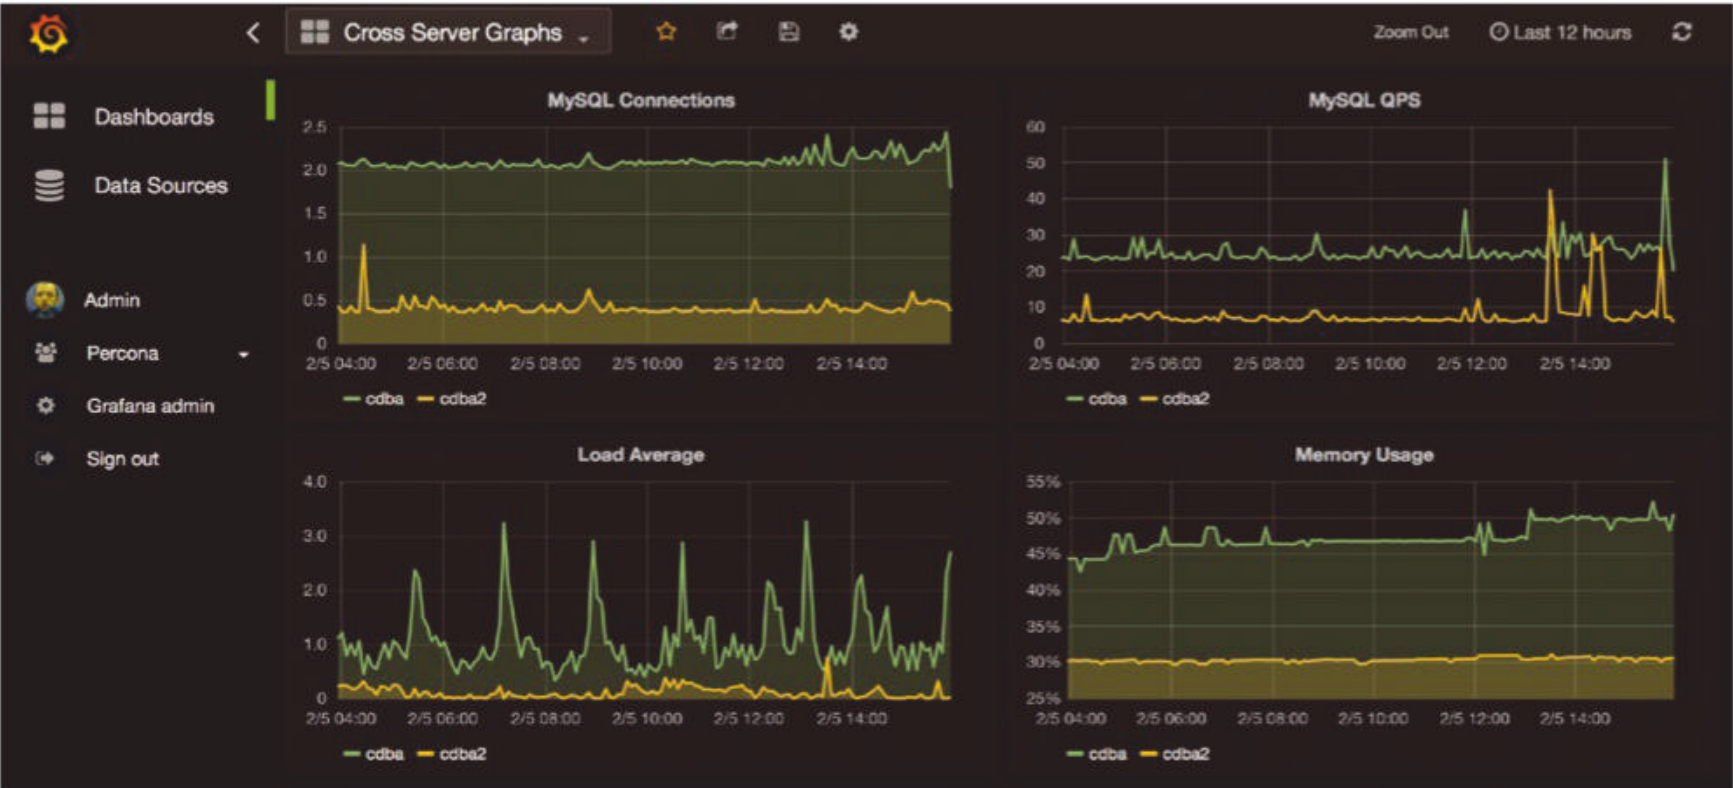 Cross Server Graphs
Zoom Out
Last 12 hours
Dashboards
Data Sources
Admin
Percona
Grafana admin
Sign out
MySQL Connections
2.5
2.0
1.5
1.0
0.5
0
2/5 04:00 2/5 06:00 2/5 08:00 2/5 10:00 2/5 12:00 2/5 14:00
cdba cdba2
MySQL QPS
60
50
40
30
20
10
0
2/5 04:00 2/5 06:00 2/5 08:00 2/5 10:00 2/5 12:00 2/5 14:00
cdba cdba2
Load Average
4.0
3.0
2.0
1.0
0
2/5 04:00 2/5 06:00 2/5 08:00 2/5 10:00 2/5 12:00 2/5 14:00
cdba cdba2
Memory Usage
55%
50%
45%
40%
35%
30%
25%
2/5 04:00 2/5 06:00 2/5 08:00 2/5 10:00 2/5 12:00 2/5 14:00
cdba cdba2